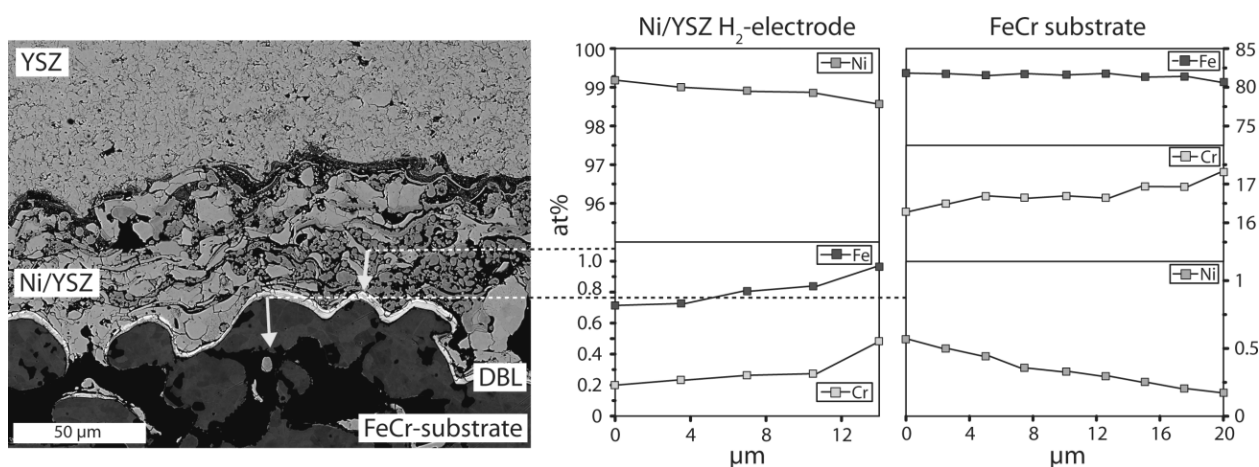 Ni/YSZ H₂-electrode
FeCr substrate
YSZ
Ni/YSZ
DBL
FeCr-substrate
50 μm
at%
100
99
98
97
96
1.0
0.8
0.6
0.4
0.2
0
Ni
Fe
Cr
0 4 8 12
μm
Fe
Cr
Ni
85
80
75
17
16
1
0.5
0
0 4 8 12 16 20
μm